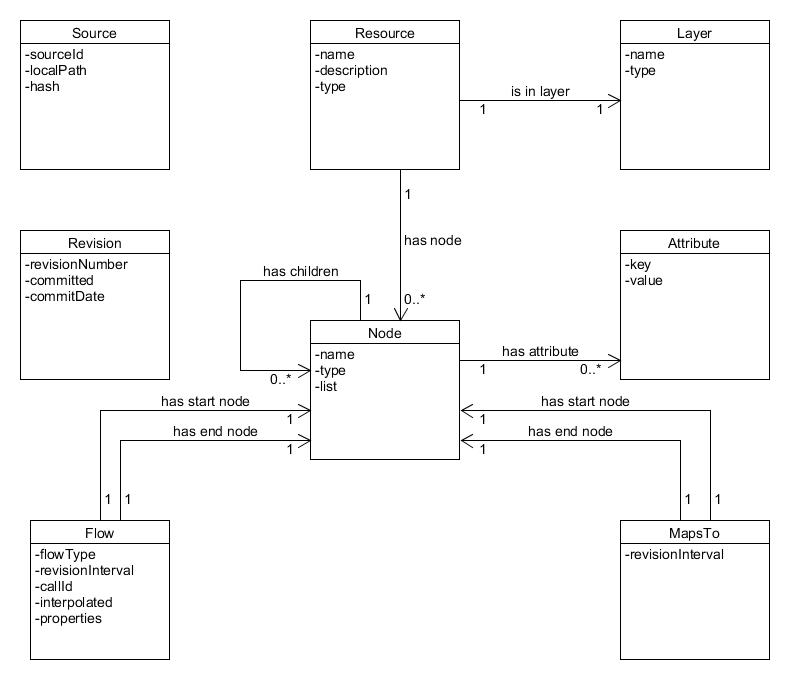 Source
-sourceId
-localPath
-hash
Resource
-name
-description
-type
is in layer
1
1
Layer
-name
-type
1
has node
0..*
Revision
-revisionNumber
-committed
-commitDate
has children
1
0..*
Node
-name
-type
-list
has attribute
1
0..*
Attribute
-key
-value
has start node
1
has end node
1
1
1
has start node
1
has end node
1
1
1
Flow
-flowType
-revisionInterval
-callId
-interpolated
-properties
MapsTo
-revisionInterval